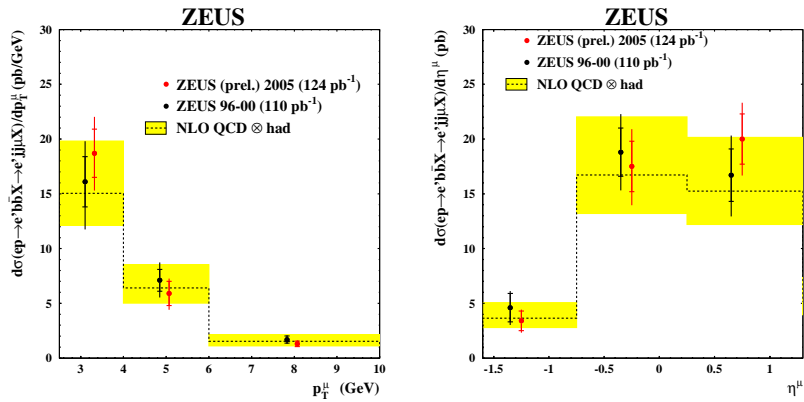 ZEUS
dσ(ep→e'bb̄X→e'jjμX)/dp_T^μ (pb/GeV)
30
25
20
15
10
5
0
ZEUS (prel.) 2005 (124 pb⁻¹)
ZEUS 96-00 (110 pb⁻¹)
NLO QCD ⊗ had
3 4 5 6 7 8 9 10
p_T^μ (GeV)
ZEUS
dσ(ep→e'bb̄X→e'jjμX)/dη^μ (pb)
30
25
20
15
10
5
0
ZEUS (prel.) 2005 (124 pb⁻¹)
ZEUS 96-00 (110 pb⁻¹)
NLO QCD ⊗ had
-1.5 -1 -0.5 0 0.5 1
η^μ